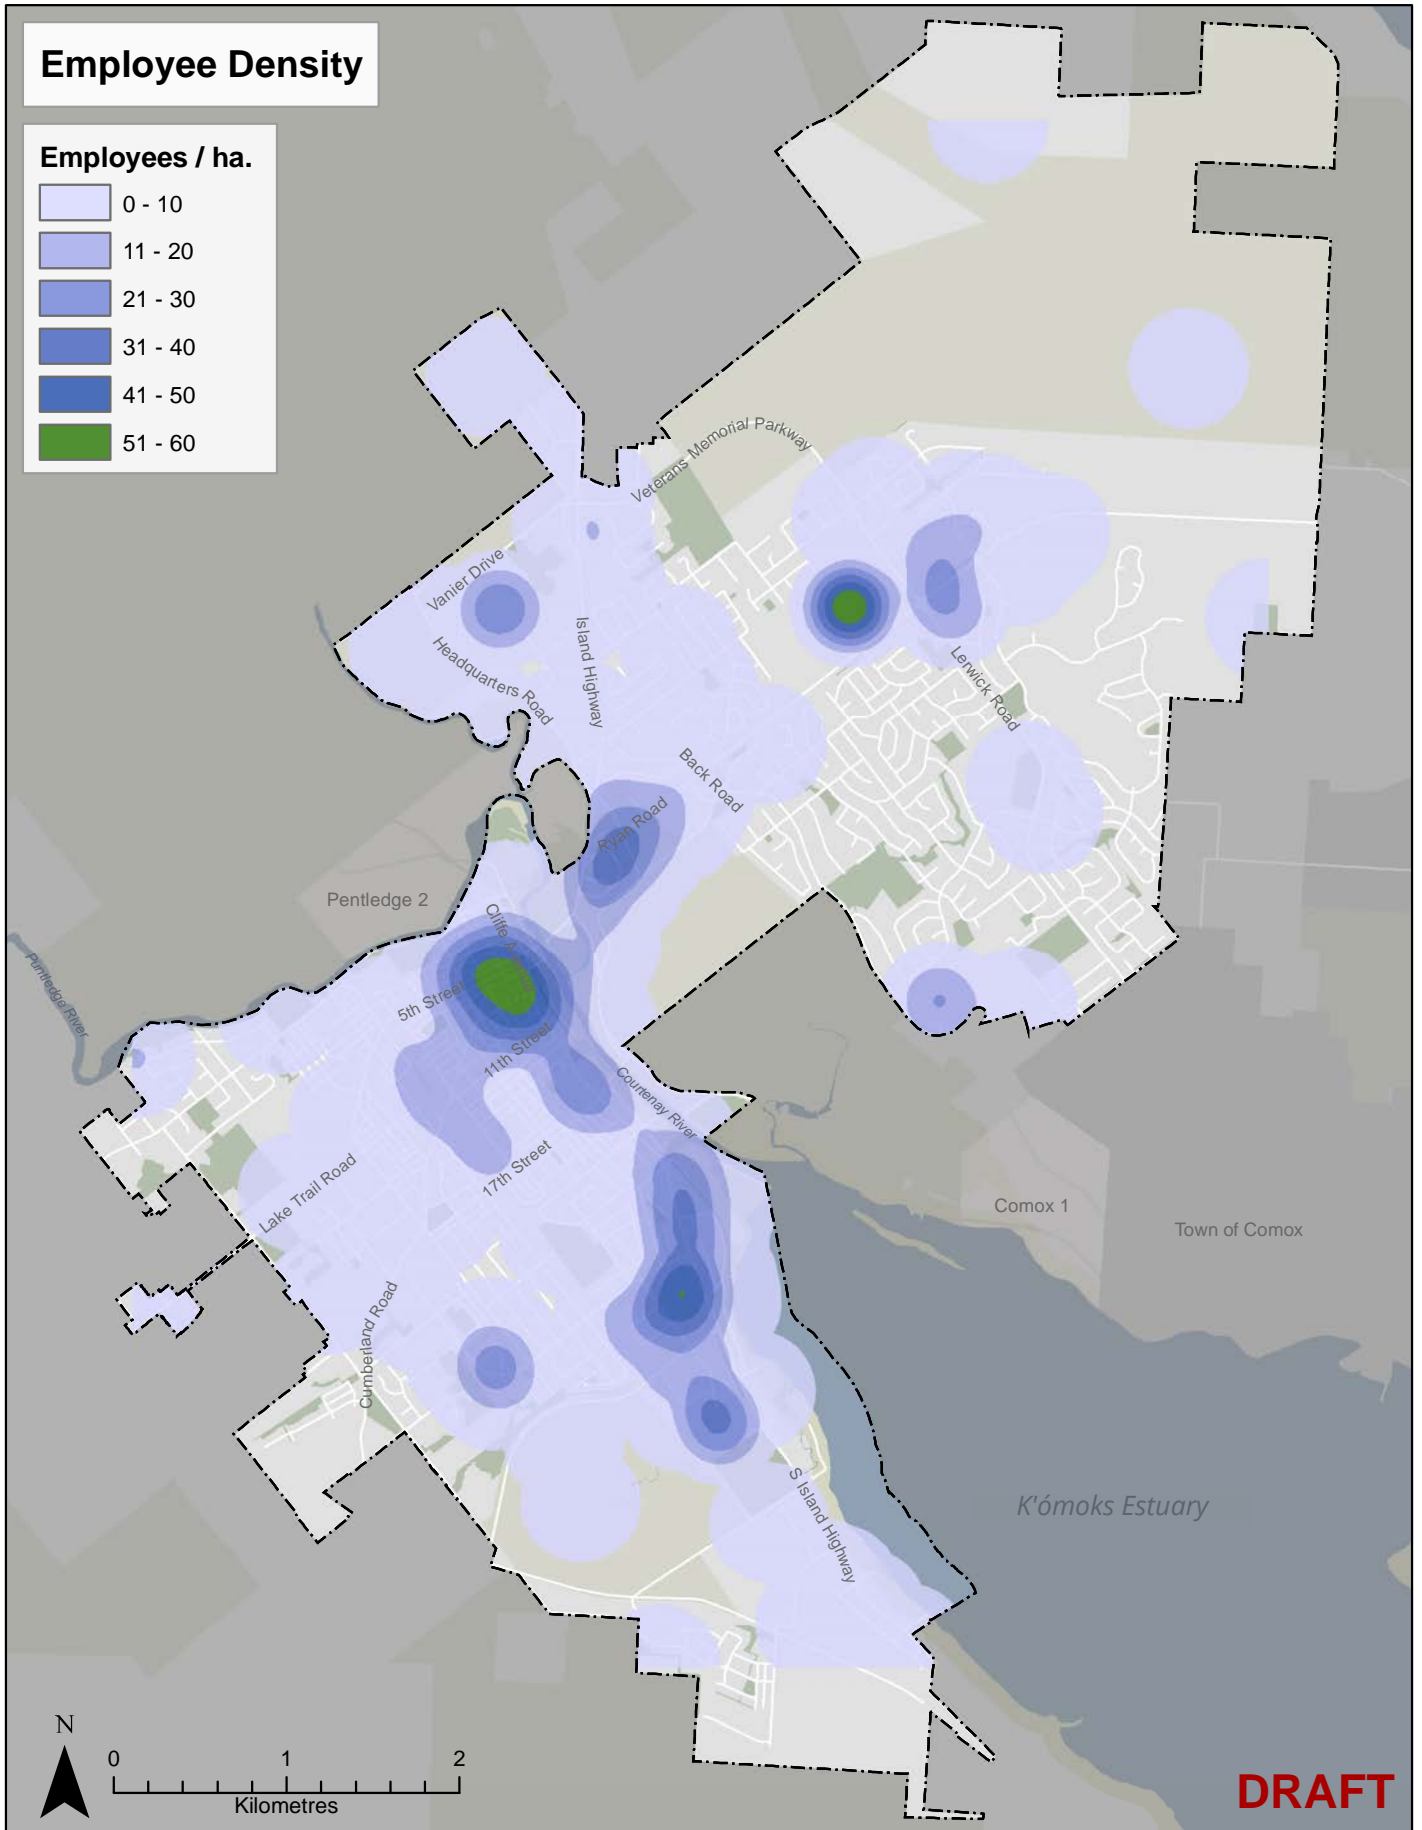 Employee Density
Employees / ha.
0 - 10
11 - 20
21 - 30
31 - 40
41 - 50
51 - 60
Veterans Memorial Parkway
Vanier Drive
Island Highway
Headquarters Road
Lerwick Road
Back Road
Ryan Road
Pentledge 2
Cliffe
Puntledge River
5th Street
11th Street
Courtenay River
17th Street
Lake Trail Road
Comox 1
Town of Comox
Cumberland Road
S Island Highway
K'ómoks Estuary
N
0 1 2
Kilometres
DRAFT